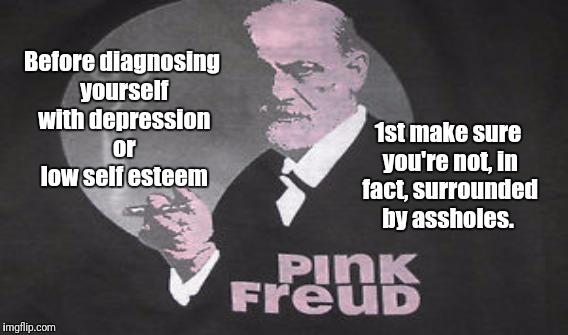 Before diagnosing
yourself
with depression
or
low self esteem
1st make sure
you're not, in
fact, surrounded
by assholes.
PINK
FReUD
imgflip.com